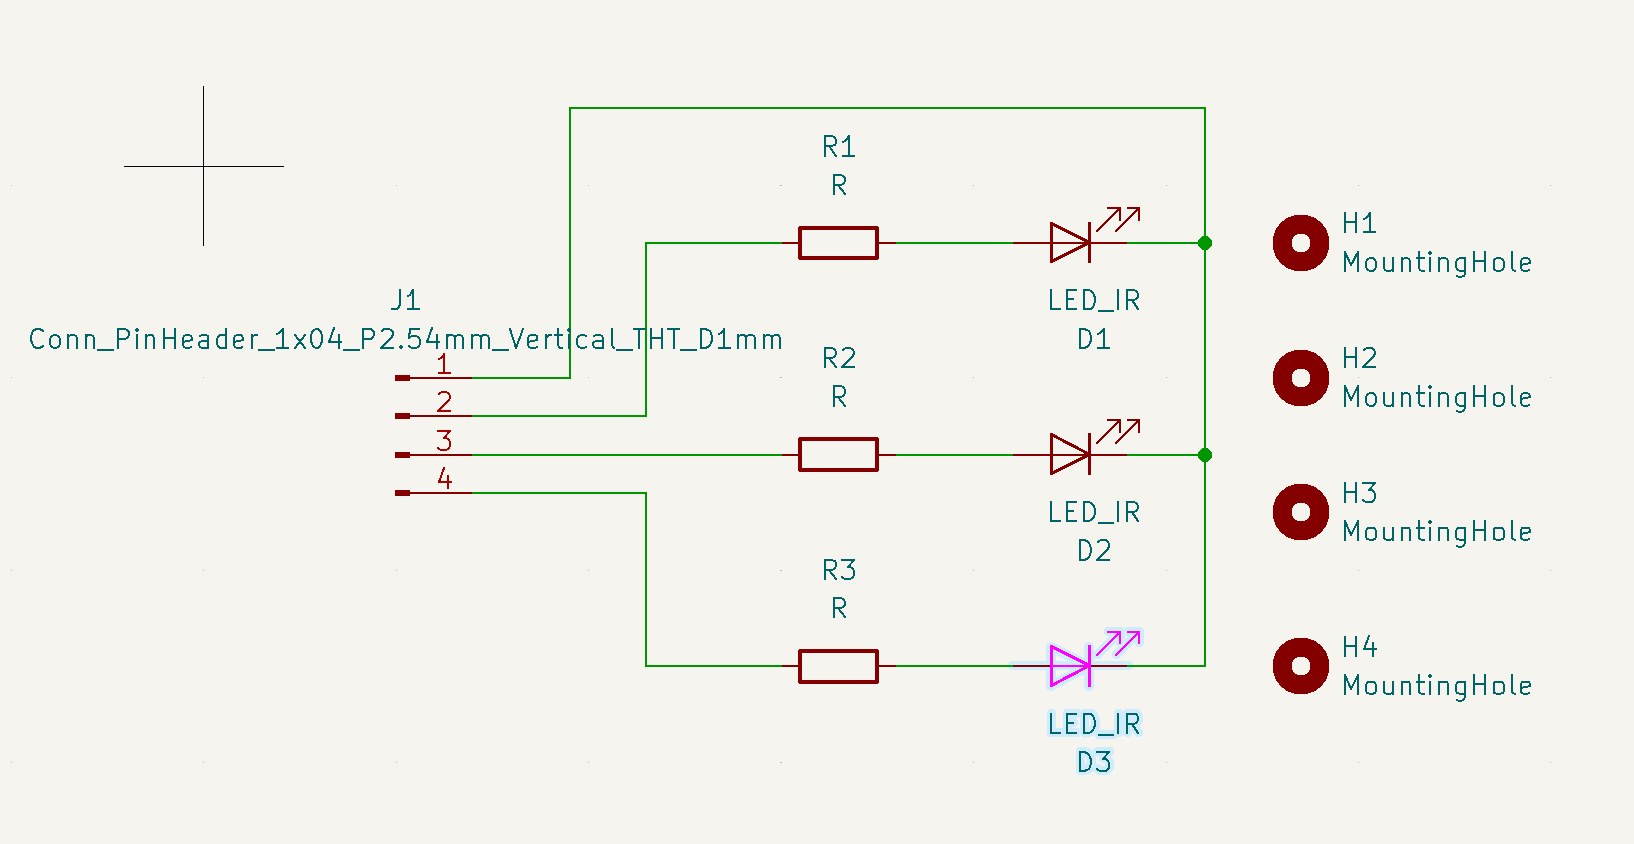 R1
R
H1
MountingHole
J1
Conn_PinHeader_1x04_P2.54mm_Vertical_THT_D1mm
LED_IR
D1
1
2
3
4
R2
R
H2
MountingHole
LED_IR
D2
H3
MountingHole
R3
R
LED_IR
D3
H4
MountingHole